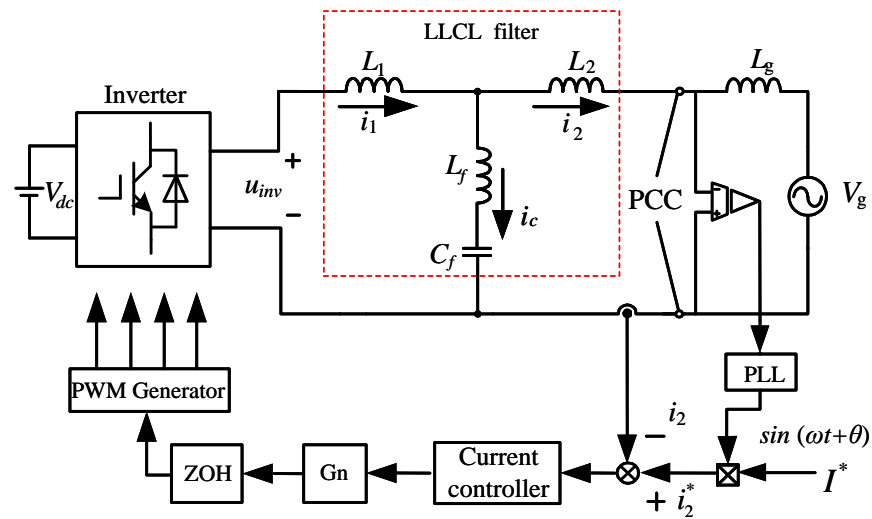 LLCL filter
L1
L2
Lg
Inverter
i1
i2
Vdc
+
uinv
−
Lf
ic
Cf
PCC
−
+
Vg
PWM Generator
PLL
− i2
sin (ωt+θ)
ZOH
Gn
Current
controller
+ i2*
I*